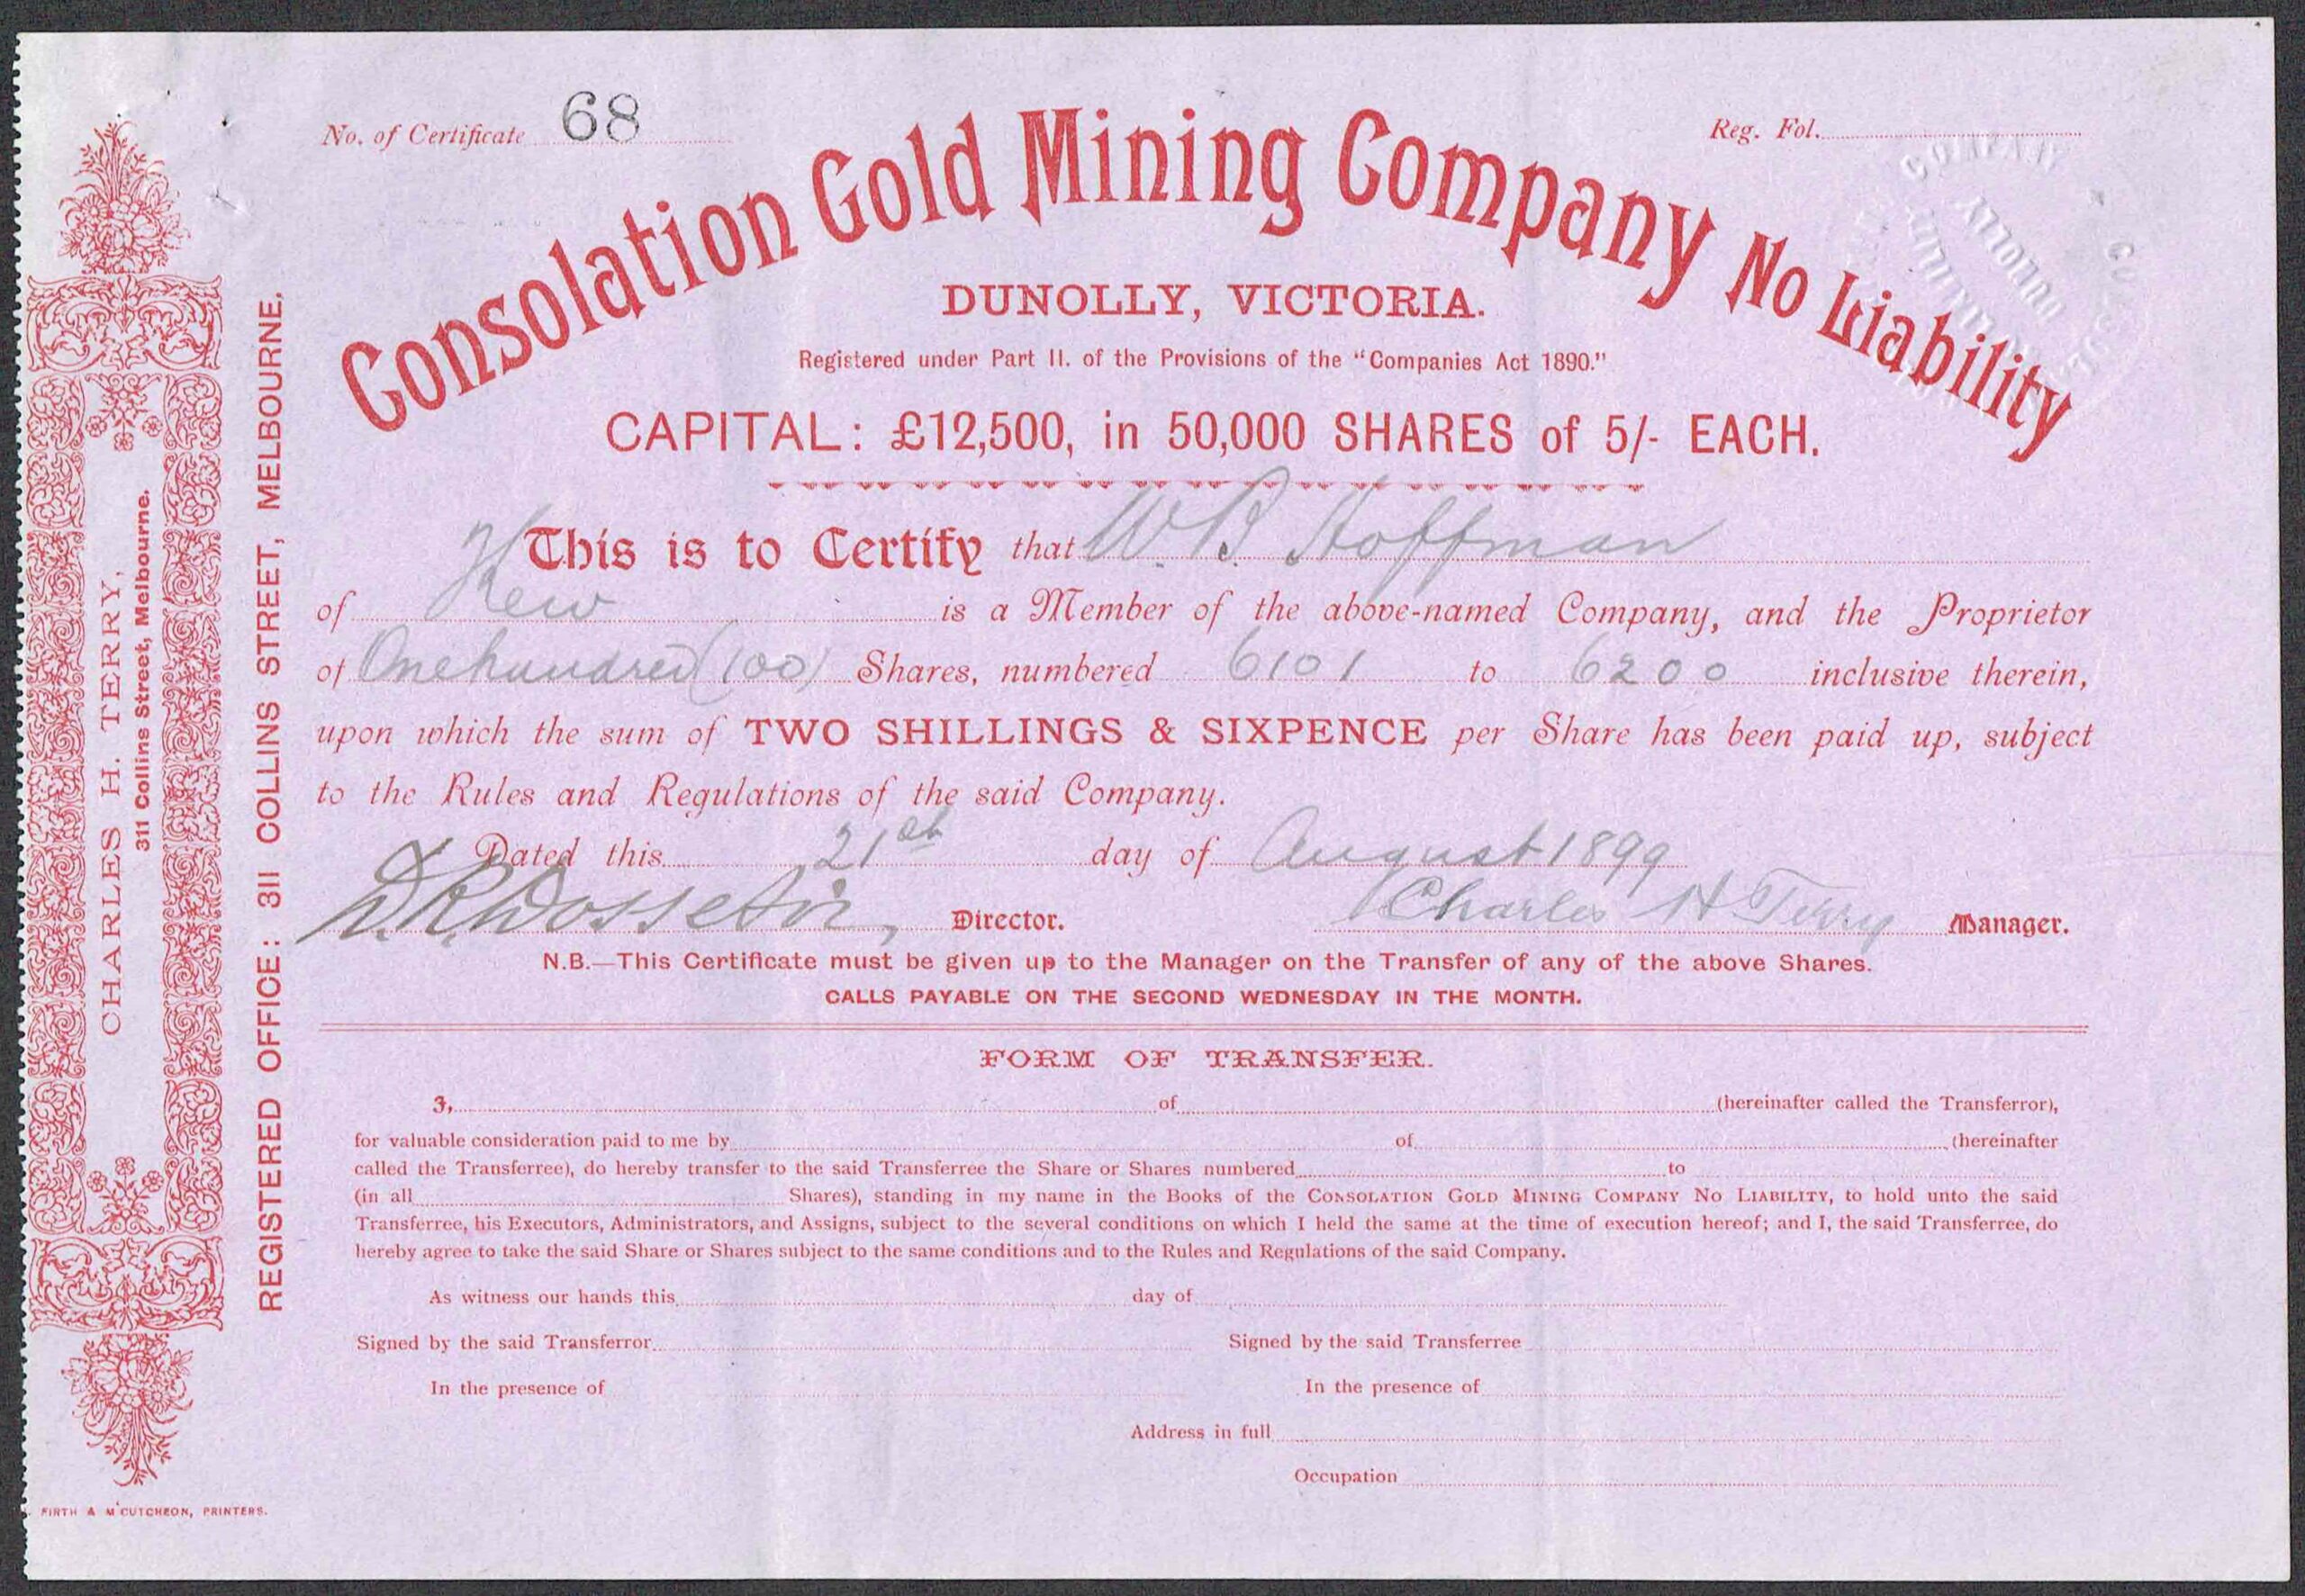 No. of Certificate 68
Reg. Fol.
Consolation Gold Mining Company No Liability
DUNOLLY, VICTORIA.
Registered under Part II. of the Provisions of the "Companies Act 1890."
CAPITAL: £12,500, in 50,000 SHARES of 5/- EACH.
This is to Certify that W. B. Hoffman
of Kew is a Member of the above-named Company, and the Proprietor
of One hundred (100) Shares, numbered 6101 to 6200 inclusive therein,
upon which the sum of TWO SHILLINGS & SIXPENCE per Share has been paid up, subject
to the Rules and Regulations of the said Company.
Dated this 21st day of August 1899
Director. Charles H Terry Manager.
N.B.—This Certificate must be given up to the Manager on the Transfer of any of the above Shares.
CALLS PAYABLE ON THE SECOND WEDNESDAY IN THE MONTH.
FORM OF TRANSFER.
I, of (hereinafter called the Transferror),
for valuable consideration paid to me by of (hereinafter
called the Transferree), do hereby transfer to the said Transferree the Share or Shares numbered to
(in all Shares), standing in my name in the Books of the CONSOLATION GOLD MINING COMPANY NO LIABILITY, to hold unto the said
Transferree, his Executors, Administrators, and Assigns, subject to the several conditions on which I held the same at the time of execution hereof; and I, the said Transferree, do
hereby agree to take the said Share or Shares subject to the same conditions and to the Rules and Regulations of the said Company.
As witness our hands this day of
Signed by the said Transferror Signed by the said Transferree
In the presence of In the presence of
Address in full
Occupation
CHARLES H. TERRY,
311 Collins Street, Melbourne.
REGISTERED OFFICE: 311 COLLINS STREET, MELBOURNE.
FIRTH & M'CUTCHEON, PRINTERS.
COMPANY
DUNOLLY